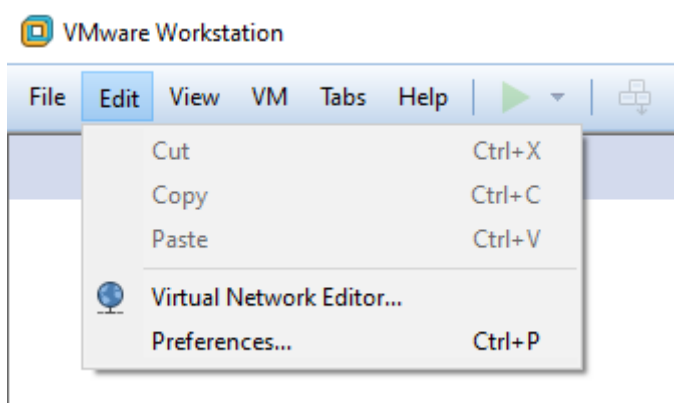 VMware Workstation
File Edit View VM Tabs Help
Cut Ctrl+X
Copy Ctrl+C
Paste Ctrl+V
Virtual Network Editor...
Preferences... Ctrl+P